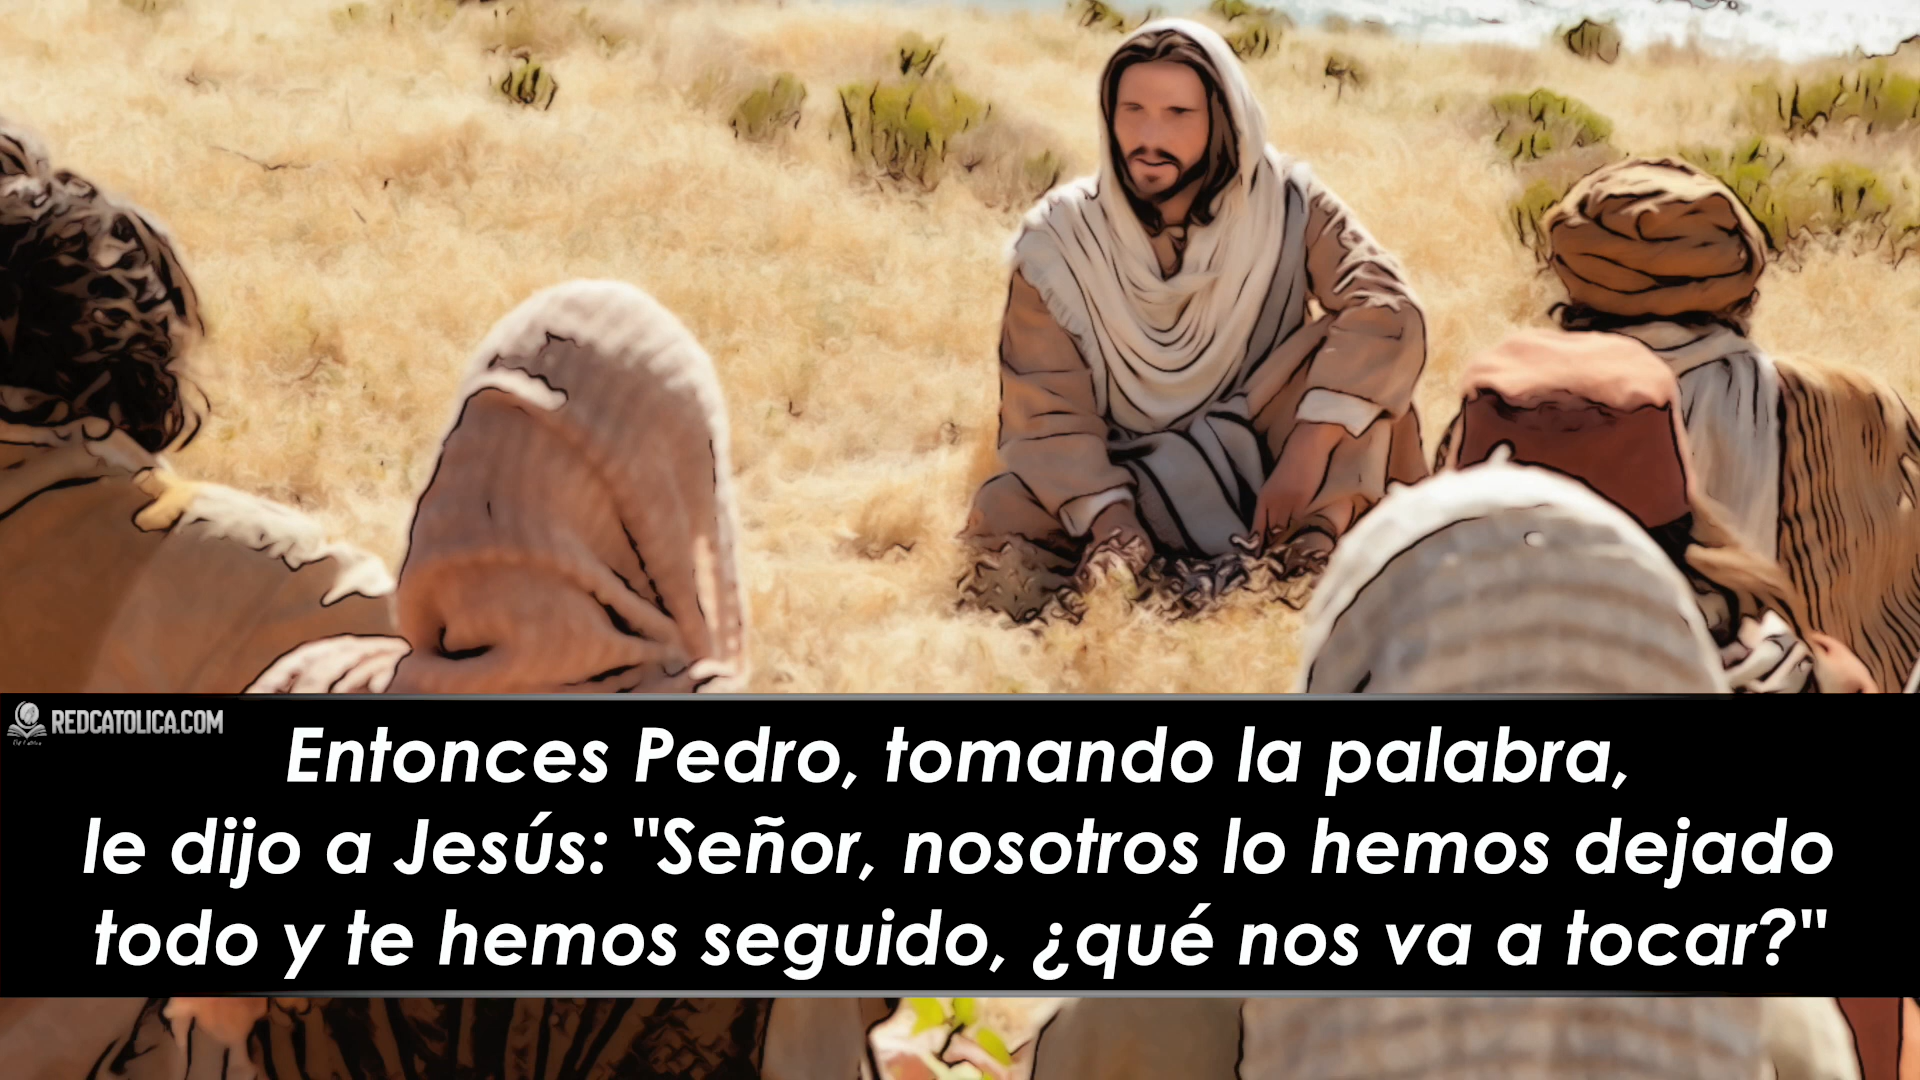 REDCATOLICA.COM
Entonces Pedro, tomando la palabra,
le dijo a Jesús: "Señor, nosotros lo hemos dejado
todo y te hemos seguido, ¿qué nos va a tocar?"